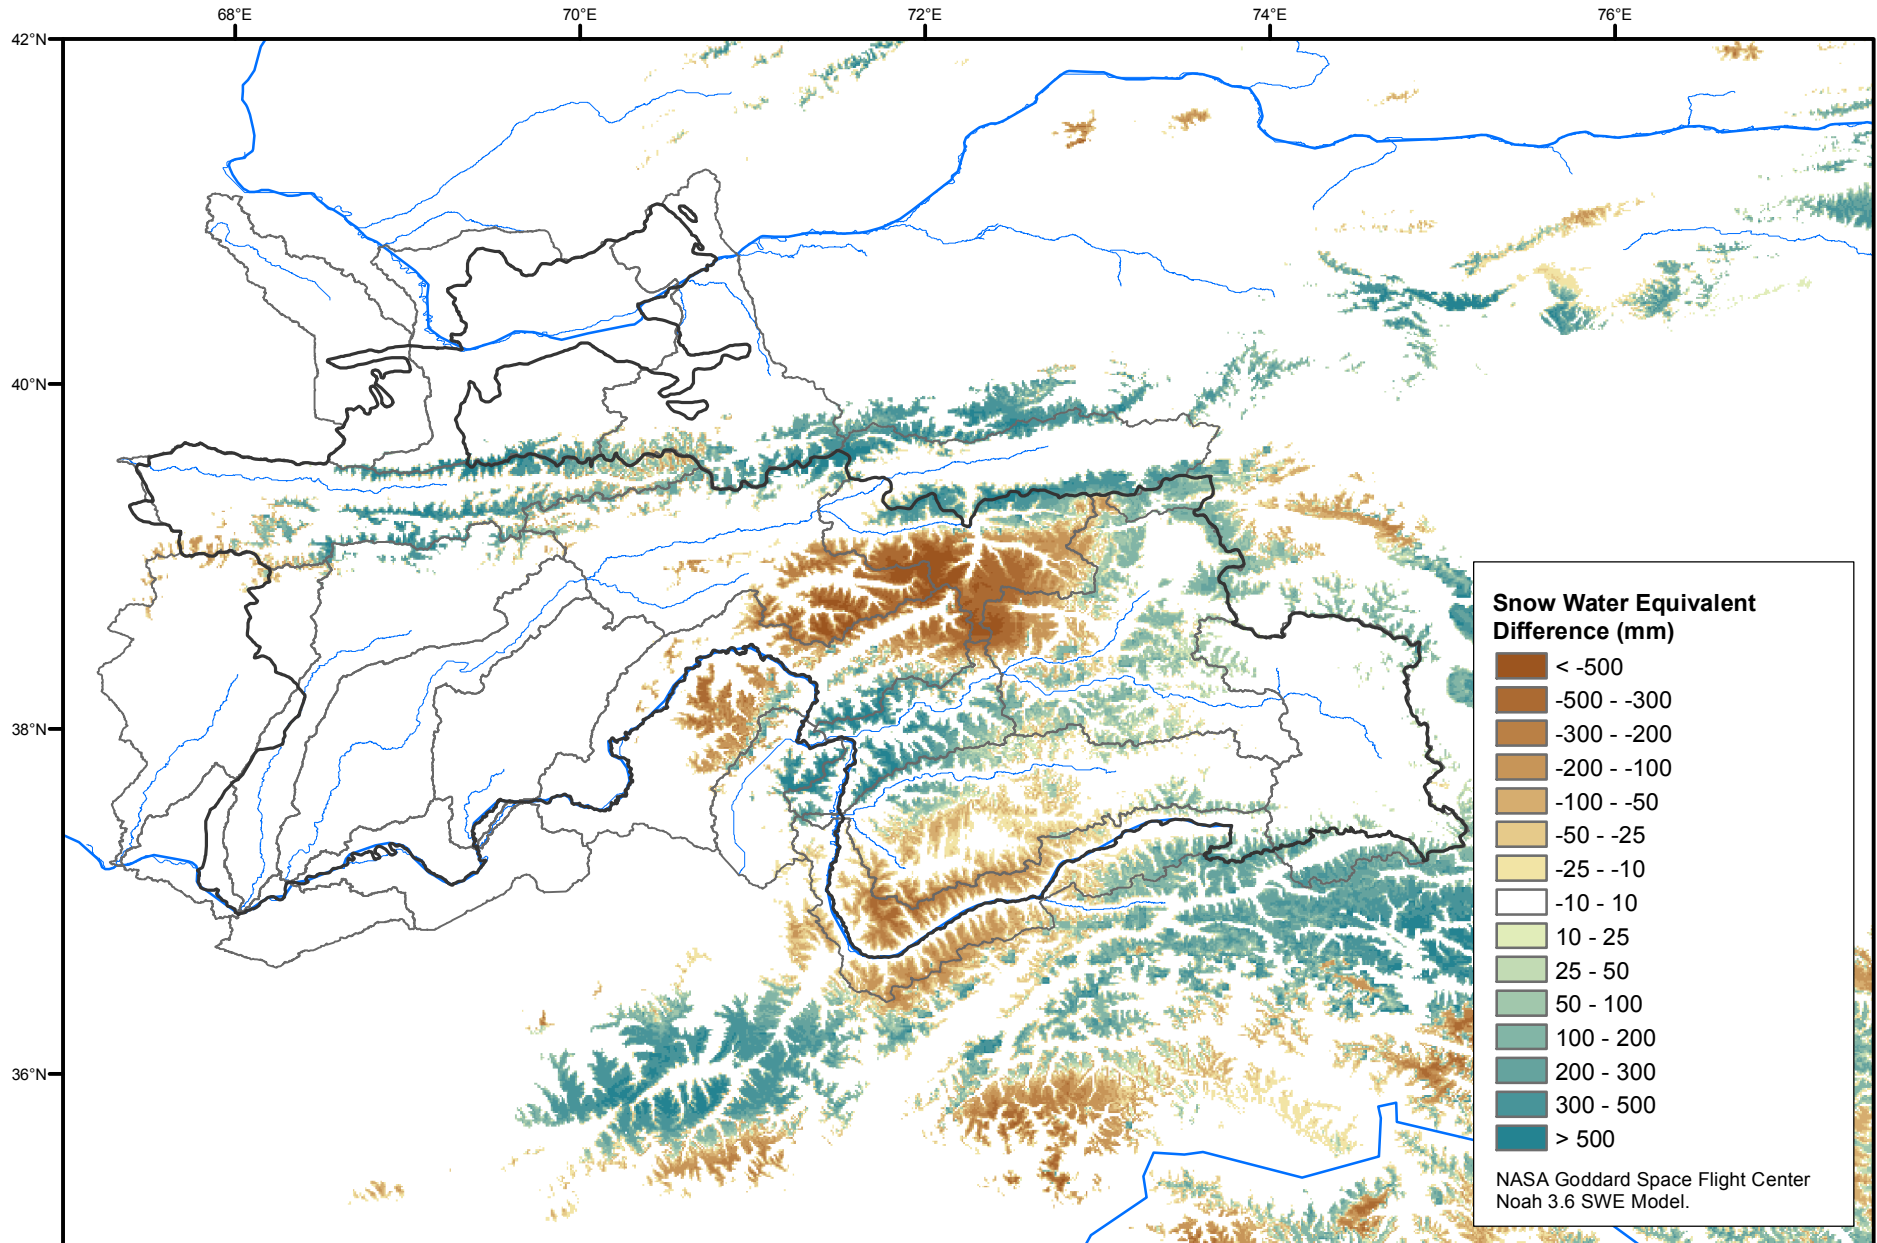 68°E
70°E
72°E
74°E
76°E
42°N
40°N
38°N
36°N
Snow Water Equivalent
Difference (mm)
< -500
-500 - -300
-300 - -200
-200 - -100
-100 - -50
-50 - -25
-25 - -10
-10 - 10
10 - 25
25 - 50
50 - 100
100 - 200
200 - 300
300 - 500
> 500
NASA Goddard Space Flight Center
Noah 3.6 SWE Model.